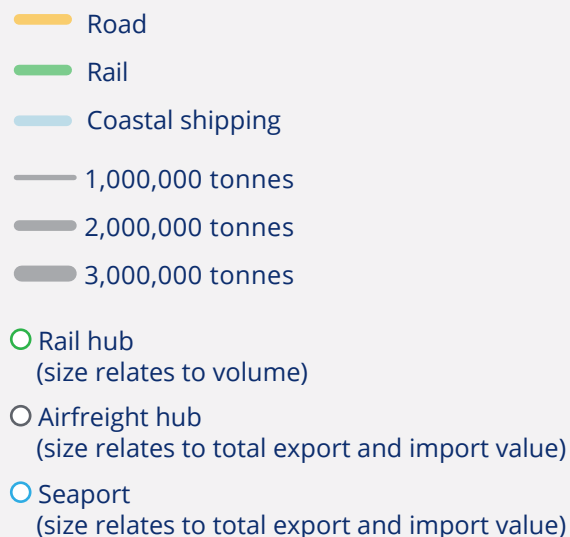 Road
Rail
Coastal shipping
1,000,000 tonnes
2,000,000 tonnes
3,000,000 tonnes
Rail hub
(size relates to volume)
Airfreight hub
(size relates to total export and import value)
Seaport
(size relates to total export and import value)